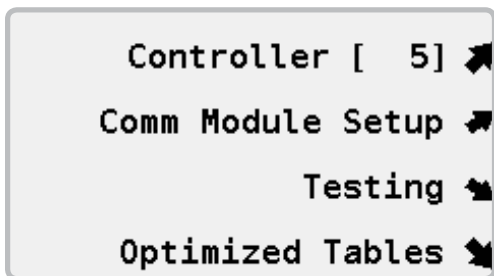 Controller [  5]
Comm Module Setup
Testing
Optimized Tables